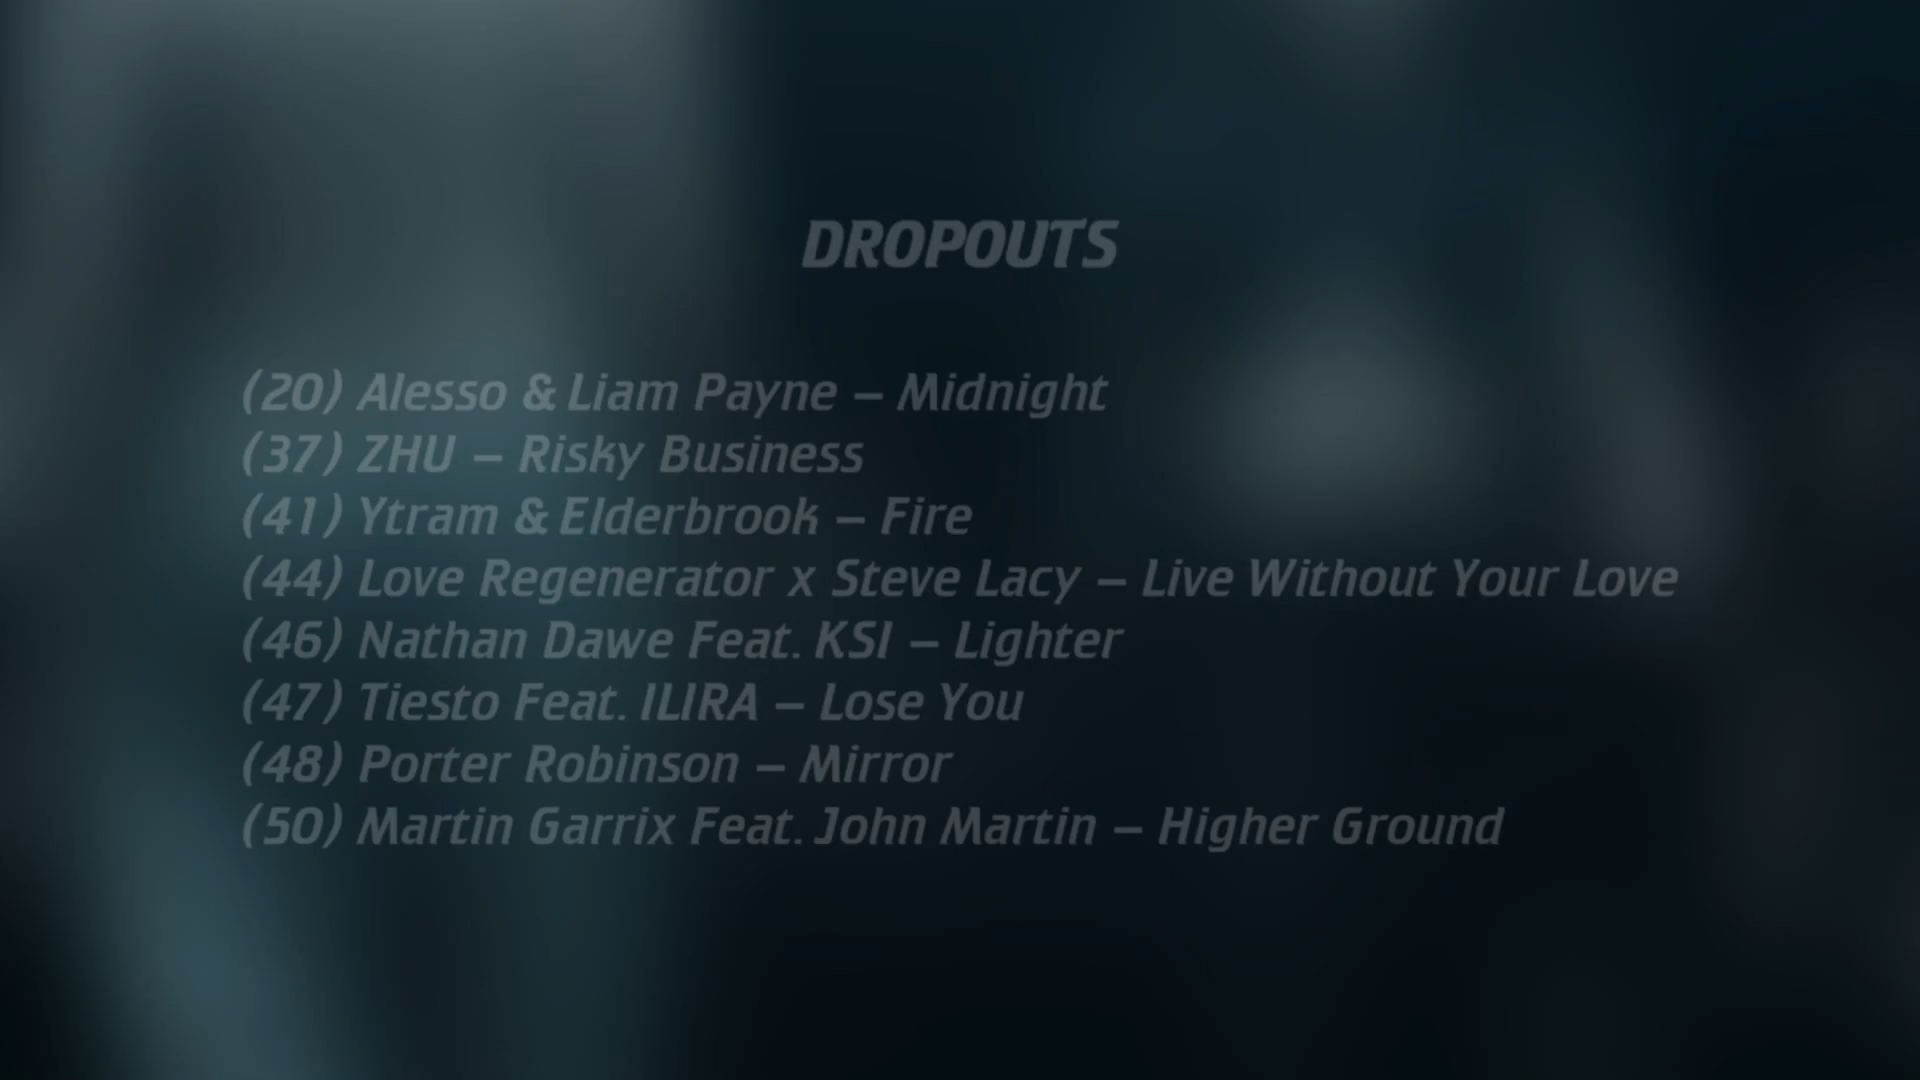 DROPOUTS
(20) Alesso & Liam Payne – Midnight
(37) ZHU – Risky Business
(41) Ytram & Elderbrook – Fire
(44) Love Regenerator x Steve Lacy – Live Without Your Love
(46) Nathan Dawe Feat. KSI – Lighter
(47) Tiesto Feat. ILIRA – Lose You
(48) Porter Robinson – Mirror
(50) Martin Garrix Feat. John Martin – Higher Ground